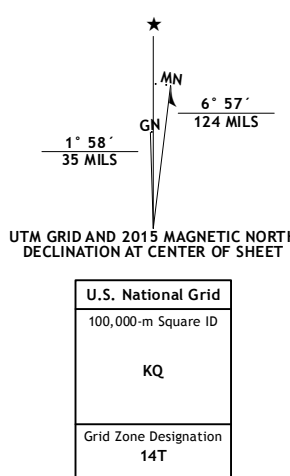 ★
MN
GN
6° 57´
124 MILS
1° 58´
35 MILS
UTM GRID AND 2015 MAGNETIC NORTH
DECLINATION AT CENTER OF SHEET
U.S. National Grid
100,000-m Square ID
KQ
Grid Zone Designation
14T